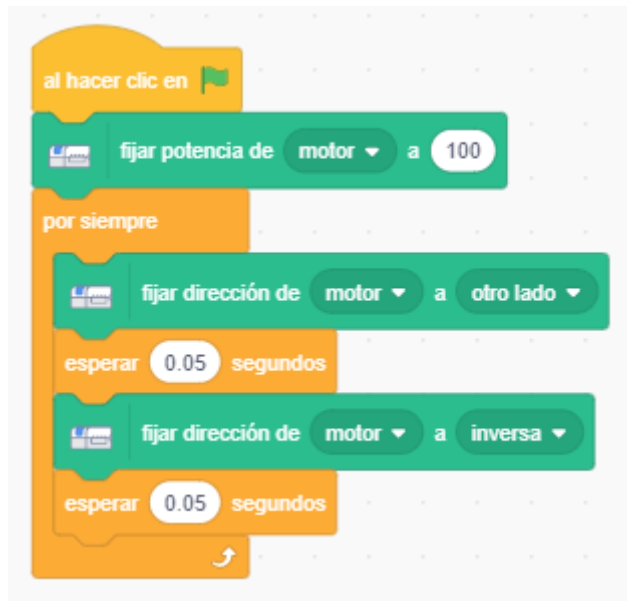 al hacer clic en
fijar potencia de motor a 100
por siempre
fijar dirección de motor a otro lado
esperar 0.05 segundos
fijar dirección de motor a inversa
esperar 0.05 segundos